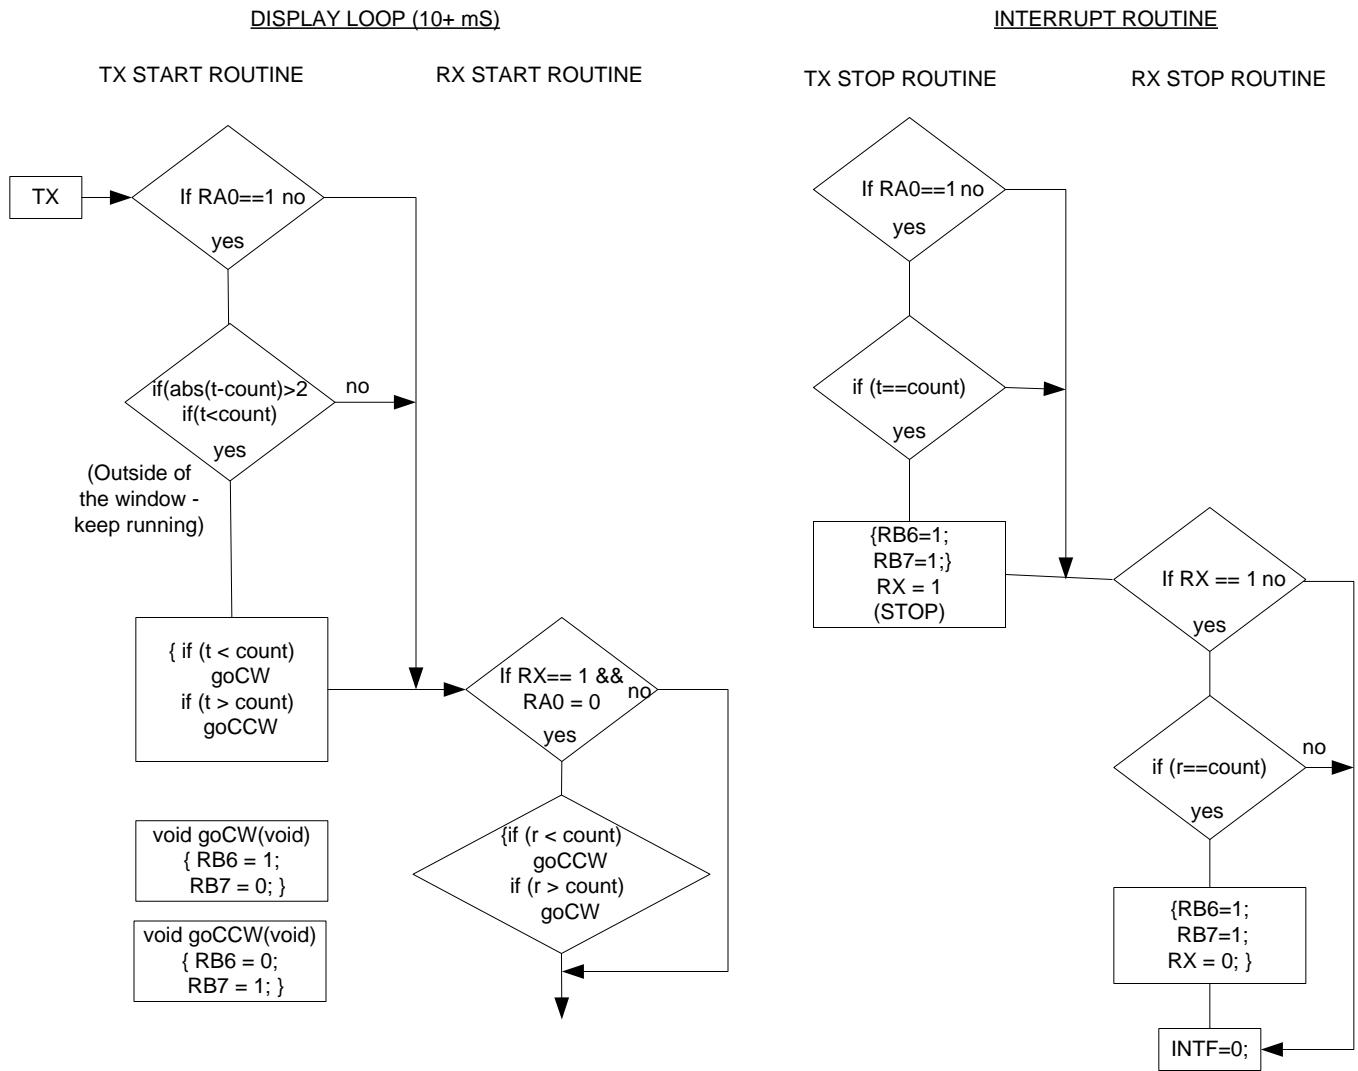 DISPLAY LOOP (10+ mS)
INTERRUPT ROUTINE
TX START ROUTINE
RX START ROUTINE
TX STOP ROUTINE
RX STOP ROUTINE
TX
If RA0==1 no
yes
if(abs(t-count)>2
if(t<count)
no
yes
(Outside of
the window -
keep running)
{ if (t < count)
goCW
if (t > count)
goCCW
void goCW(void)
{ RB6 = 1;
RB7 = 0; }
void goCCW(void)
{ RB6 = 0;
RB7 = 1; }
If RX== 1 &&
RA0 = 0
no
yes
{if (r < count)
goCCW
if (r > count)
goCW
If RA0==1 no
yes
if (t==count)
yes
{RB6=1;
RB7=1;}
RX = 1
(STOP)
If RX == 1 no
yes
if (r==count)
no
yes
{RB6=1;
RB7=1;
RX = 0; }
INTF=0;